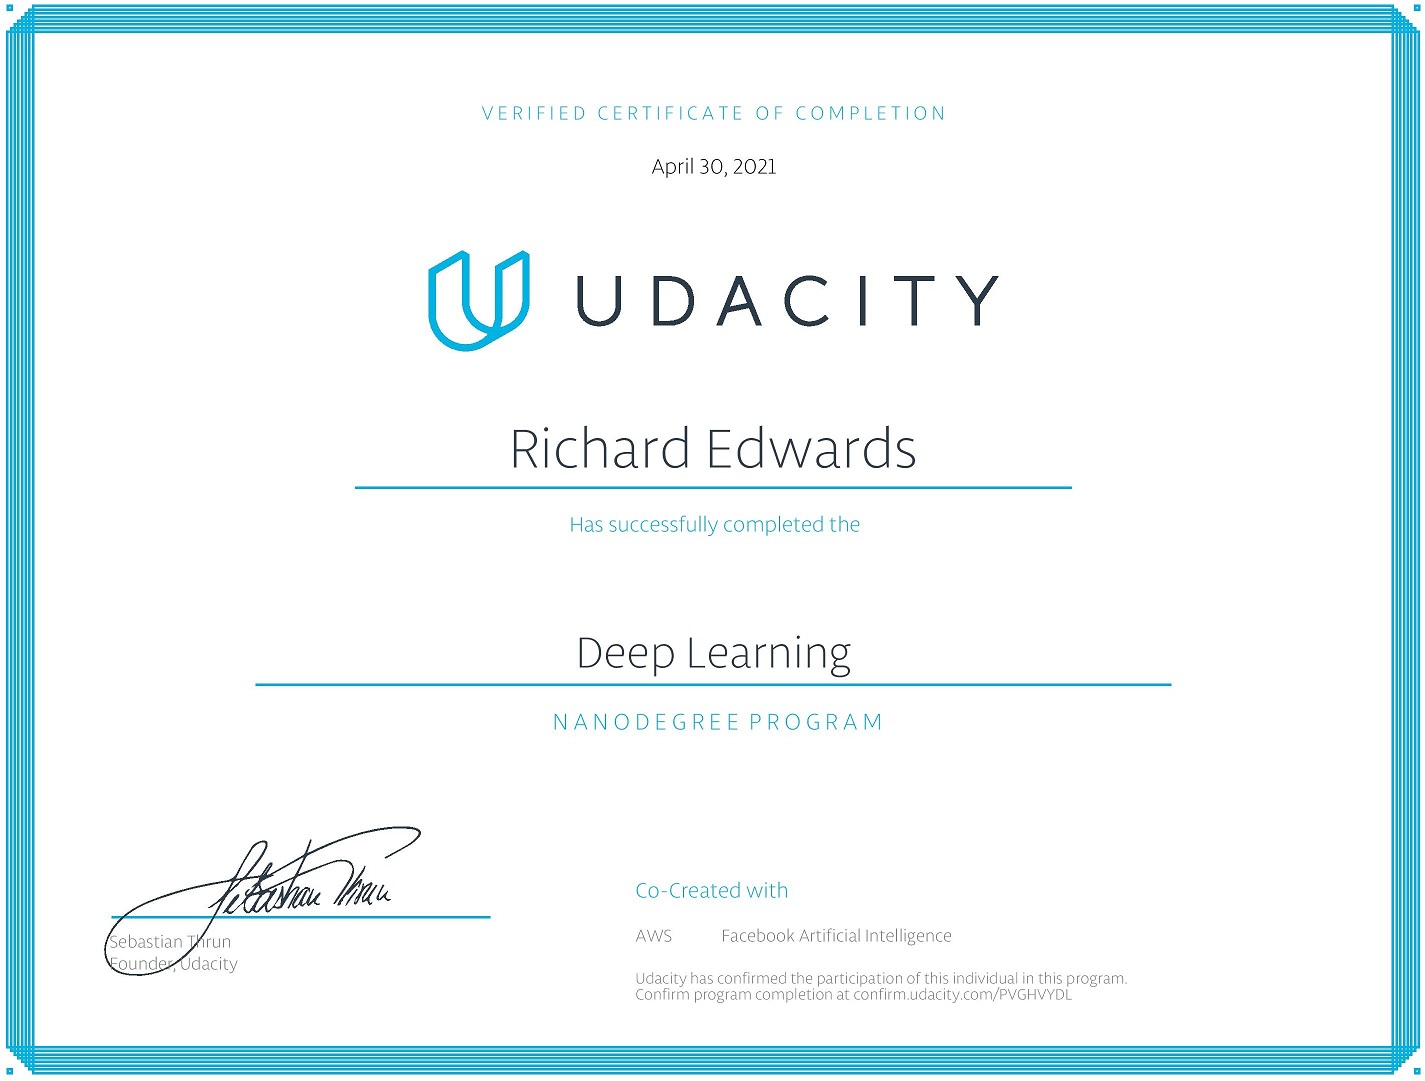 VERIFIED CERTIFICATE OF COMPLETION
April 30, 2021
UDACITY
Richard Edwards
Has successfully completed the
Deep Learning
NANODEGREE PROGRAM
Sebastian Thrun
Sebastian Thrun
Founder, Udacity
Co-Created with
AWS Facebook Artificial Intelligence
Udacity has confirmed the participation of this individual in this program.
Confirm program completion at confirm.udacity.com/PVGHVYDL